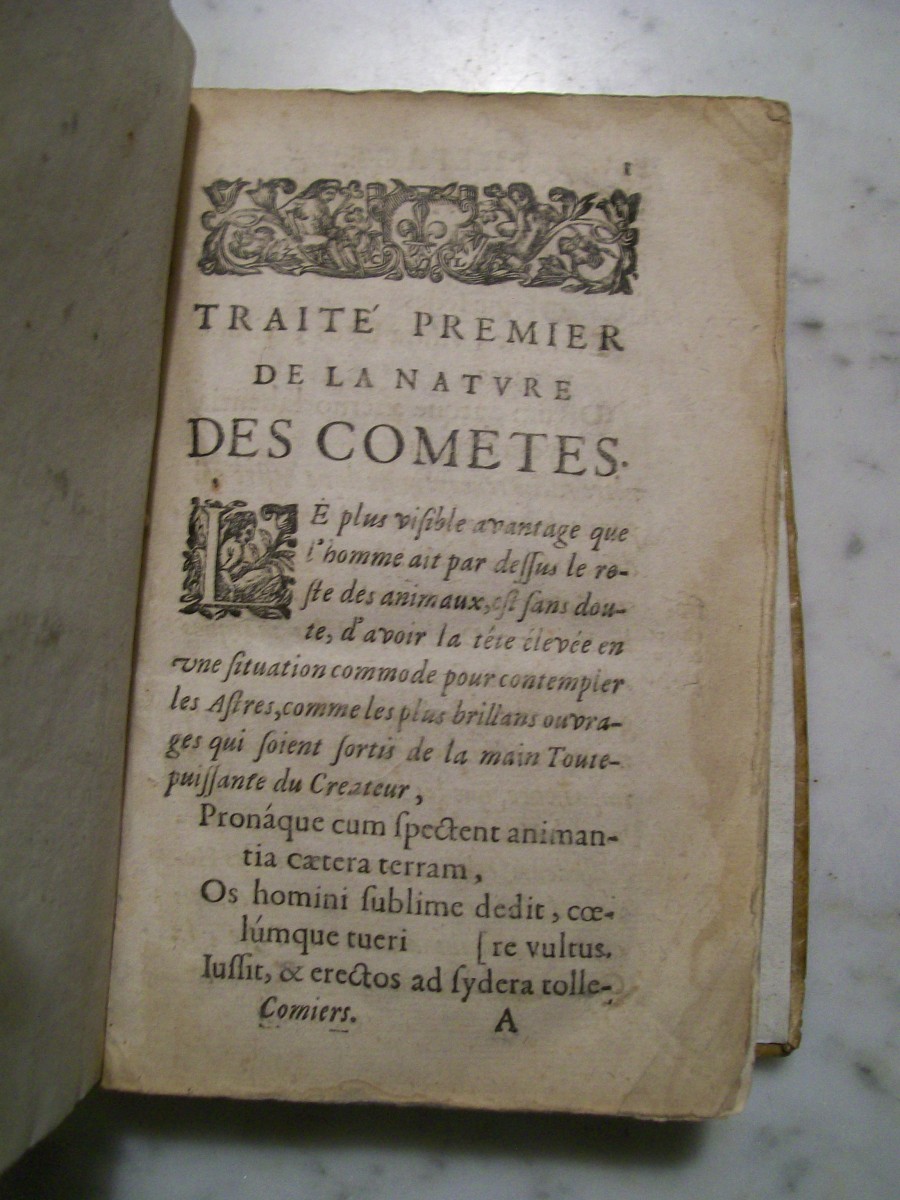 1
TRAITÉ PREMIER
DE LA NATVRE
DES COMETES.
LE plus viſible avantage que
l'homme ait par deſſus le re-
ſte des animaux, eſt ſans dou-
te, d'avoir la téte élevée en
vne ſituation commode pour contempler
les Aſtres, comme les plus brillans ouvra-
ges qui ſoient ſortis de la main Toute-
puiſſante du Createur,
Pronáque cum ſpectent animan-
tia cætera terram,
Os homini ſublime dedit, cœ-
lúmque tueri [re vultus.
Iuſſit, & erectos ad ſydera tolle-
Comiers. A